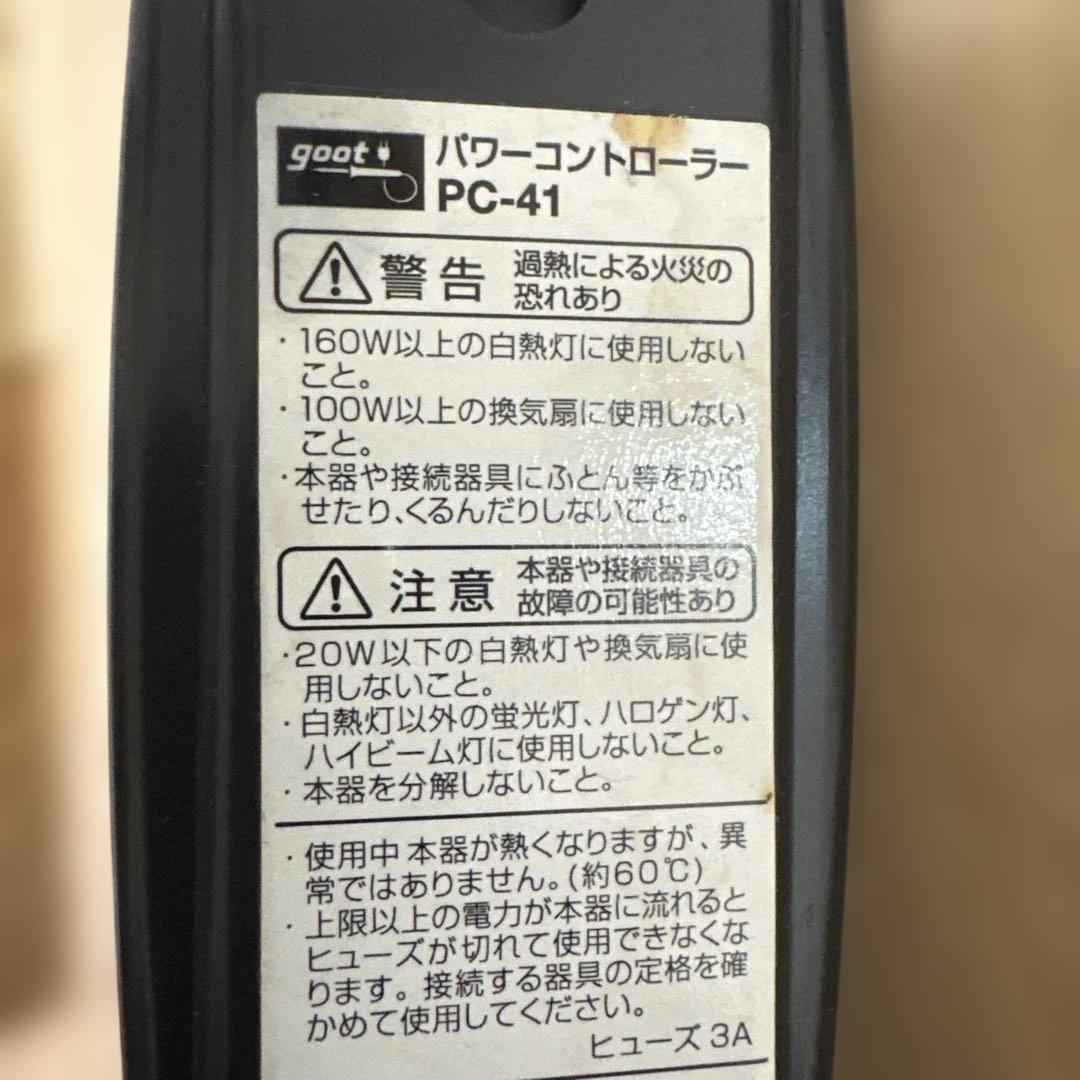 goot パワーコントローラー
PC-41
警告 過熱による火災の
恐れあり
・160W以上の白熱灯に使用しない
こと。
・100W以上の換気扇に使用しない
こと。
・本器や接続器具にふとん等をかぶ
せたり、くるんだりしないこと。
注意 本器や接続器具の
故障の可能性あり
・20W以下の白熱灯や換気扇に使
用しないこと。
・白熱灯以外の蛍光灯、ハロゲン灯、
ハイビーム灯に使用しないこと。
・本器を分解しないこと。
・使用中本器が熱くなりますが、異
常ではありません。(約60℃)
・上限以上の電力が本器に流れると
ヒューズが切れて使用できなくな
ります。接続する器具の定格を確
かめて使用してください。
ヒューズ 3A